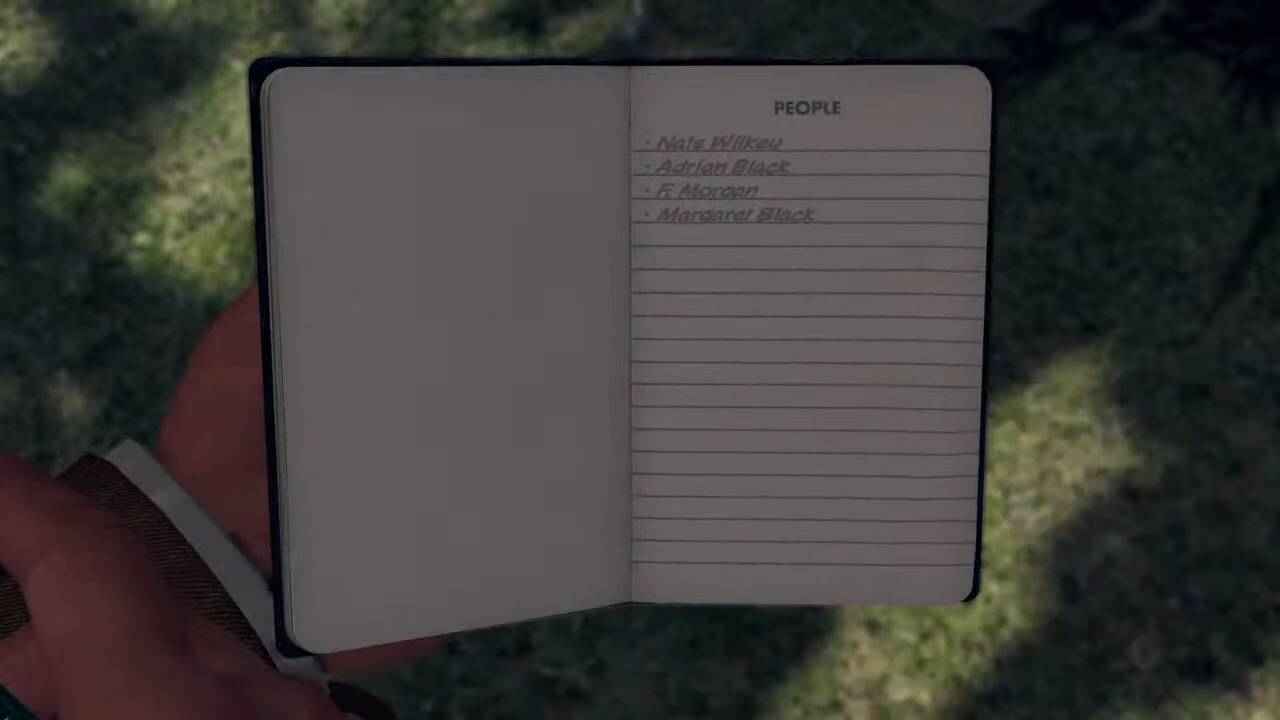 PEOPLE
· Nate Wilkey
· Adrian Black
· F. Morgan
· Margaret Black